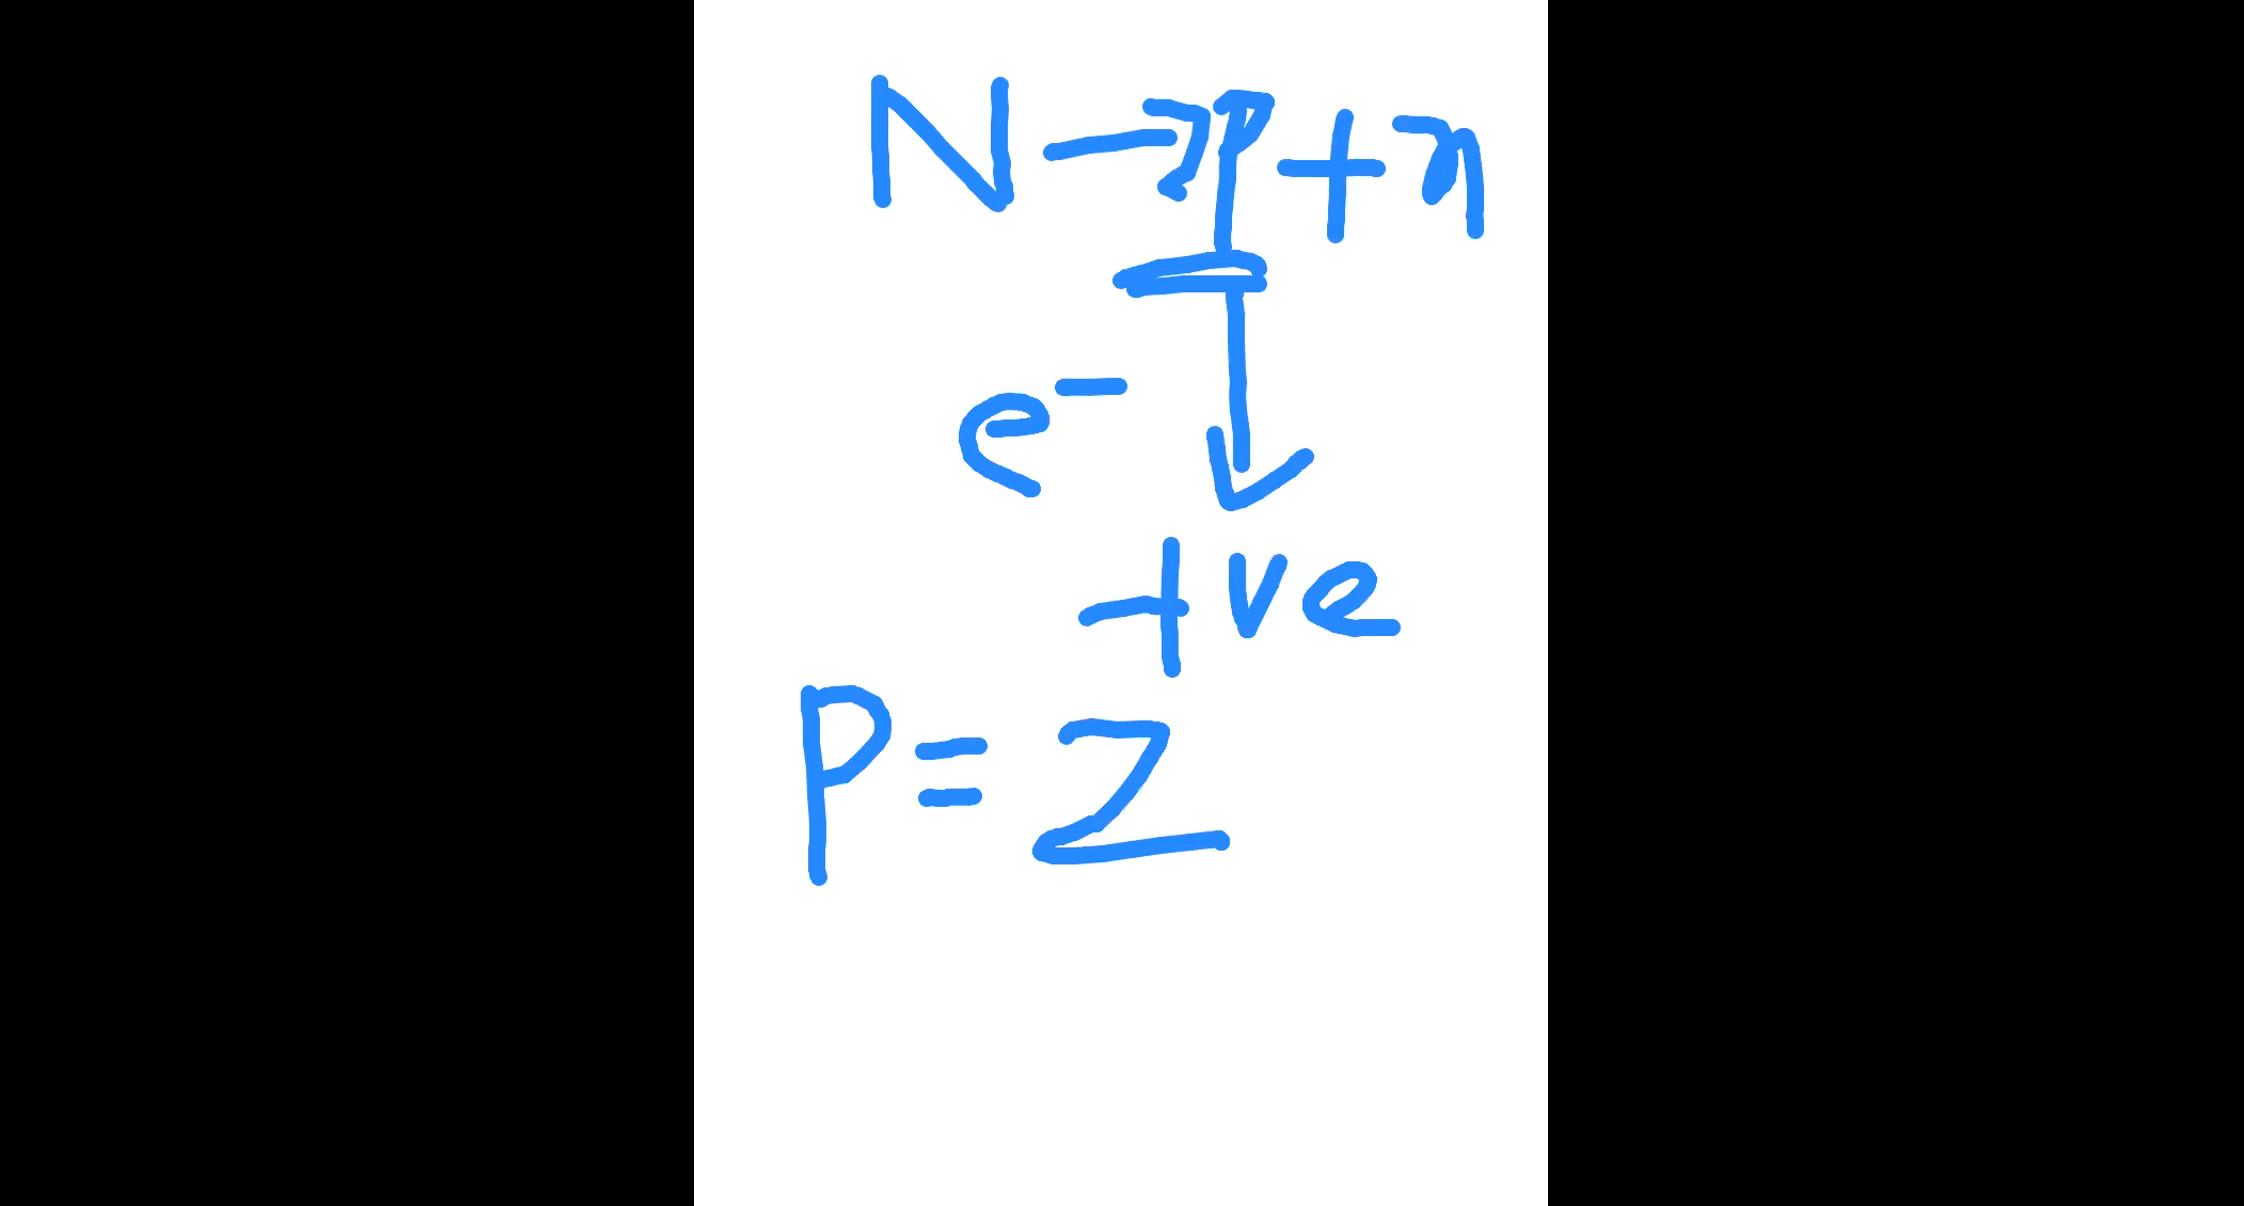 N → p + n
e⁻
+ve
P = Z